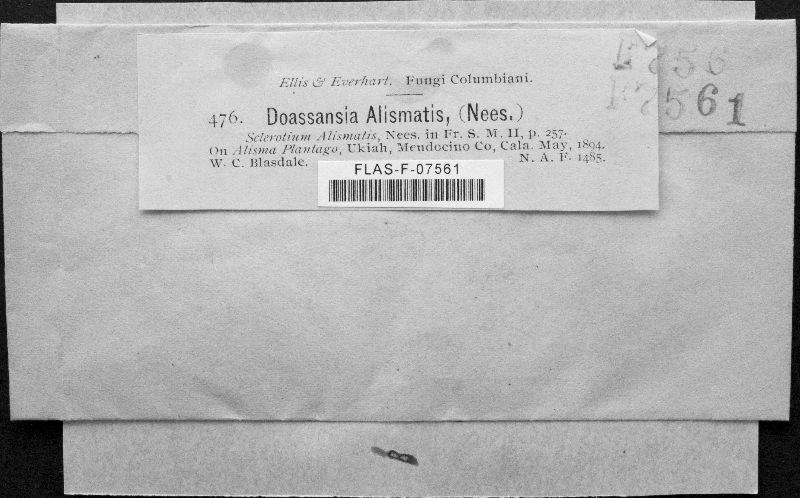 F756
F7561
Ellis & Everhart. Fungi Columbiani.
476. Doassansia Alismatis, (Nees.)
Sclerotium Alismatis, Nees. in Fr. S. M. II, p. 257.
On Alisma Plantago, Ukiah, Mendocino Co, Cala. May, 1894.
W. C. Blasdale. N. A. F. 1485.
FLAS-F-07561